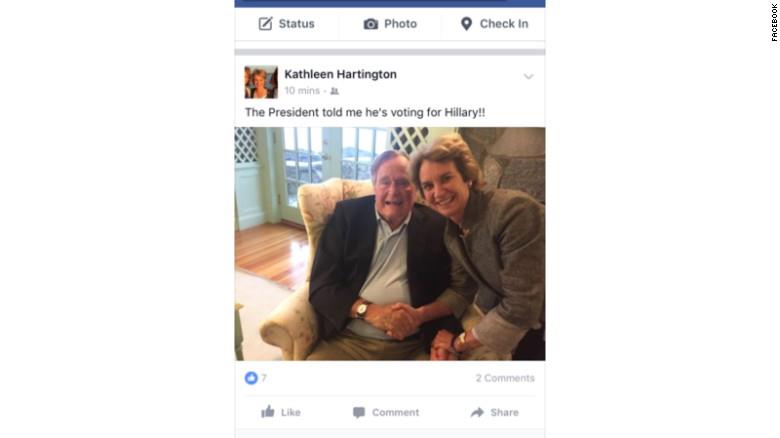 Status Photo Check In
Kathleen Hartington
10 mins ·
The President told me he's voting for Hillary!!
7 2 Comments
Like Comment Share
FACEBOOK